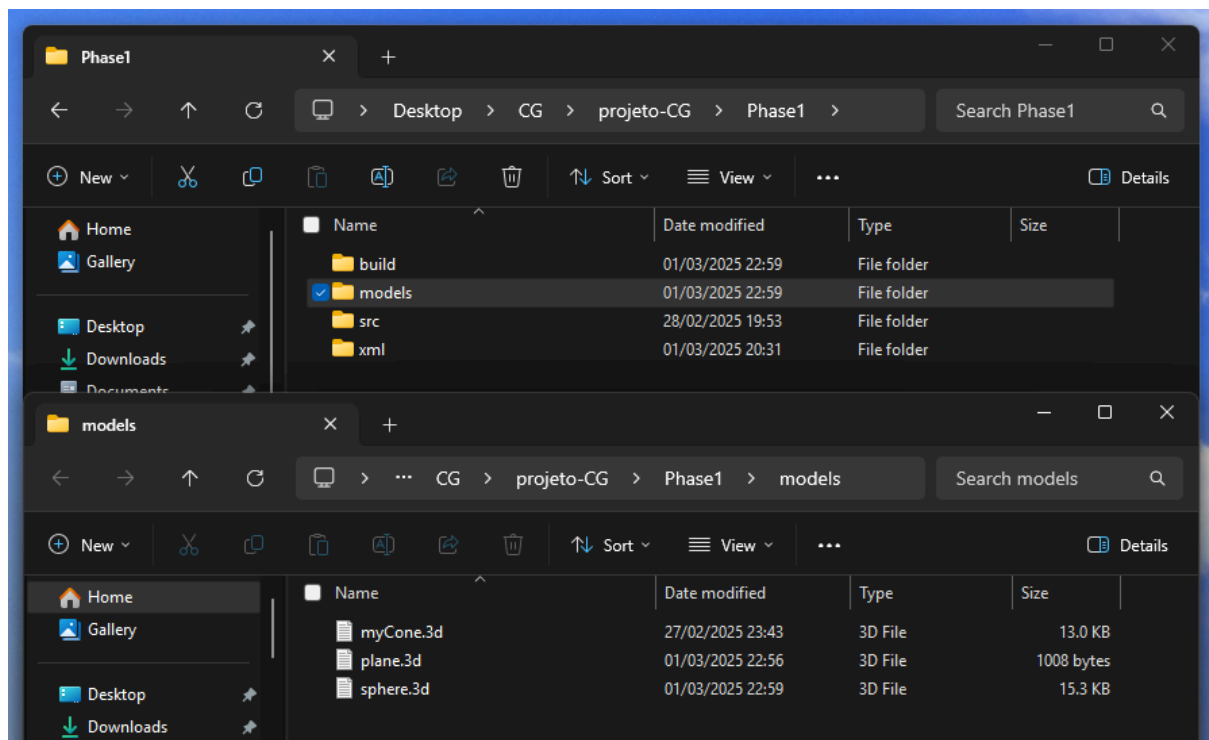 Phase1
Desktop > CG > projeto-CG > Phase1 >
Search Phase1
New
Sort
View
Details
Home
Gallery
Desktop
Downloads
Documents
Name Date modified Type Size
build 01/03/2025 22:59 File folder
models 01/03/2025 22:59 File folder
src 28/02/2025 19:53 File folder
xml 01/03/2025 20:31 File folder
models
> ··· CG > projeto-CG > Phase1 > models
Search models
New
Sort
View
Details
Home
Gallery
Desktop
Downloads
Name Date modified Type Size
myCone.3d 27/02/2025 23:43 3D File 13.0 KB
plane.3d 01/03/2025 22:56 3D File 1008 bytes
sphere.3d 01/03/2025 22:59 3D File 15.3 KB